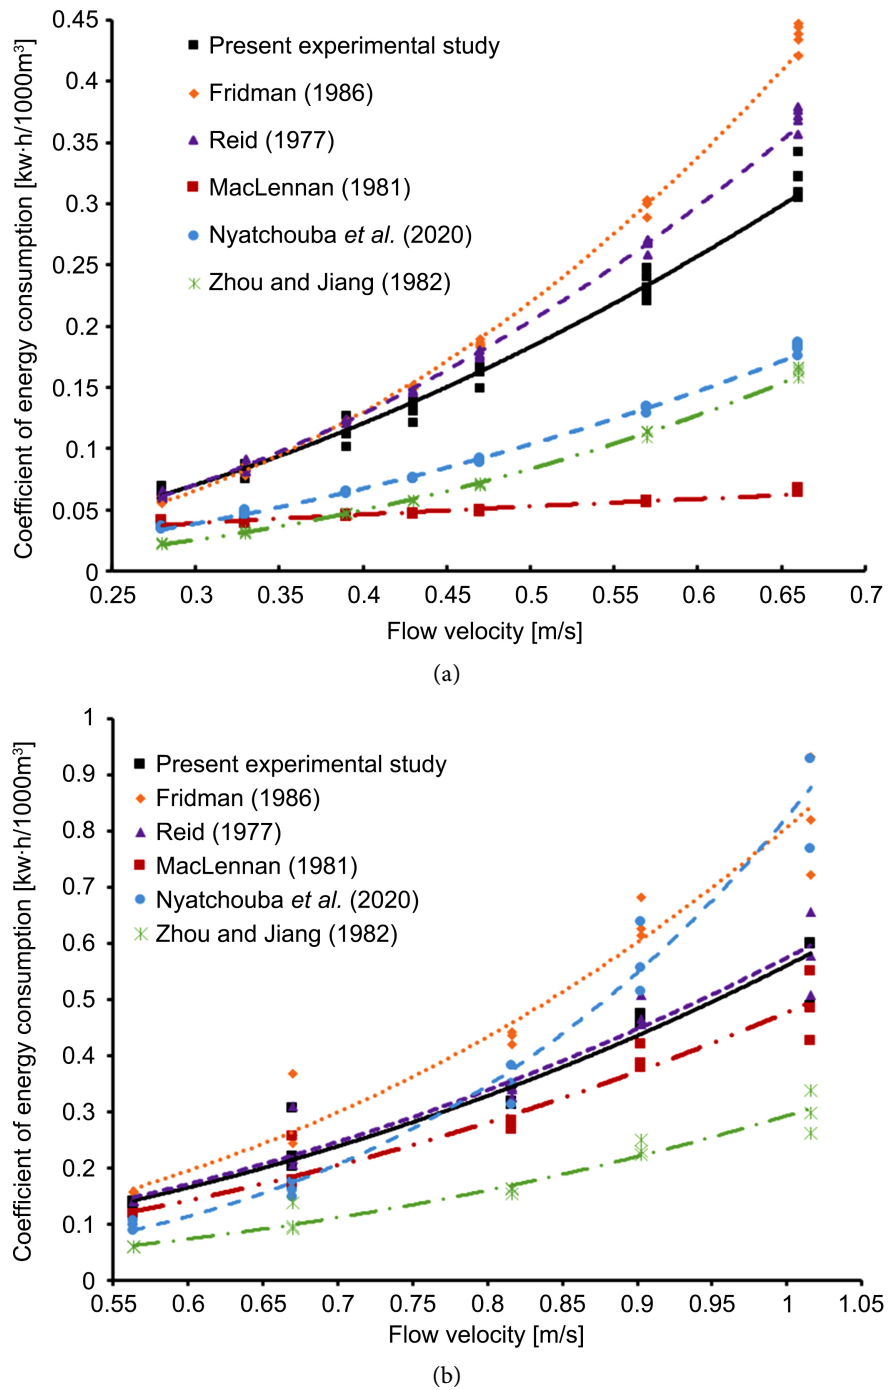 0.45
0.4
0.35
0.3
0.25
0.2
0.15
0.1
0.05
0
Coefficient of energy consumption [kw·h/1000m³]
Present experimental study
Fridman (1986)
Reid (1977)
MacLennan (1981)
Nyatchouba et al. (2020)
Zhou and Jiang (1982)
0.25 0.3 0.35 0.4 0.45 0.5 0.55 0.6 0.65 0.7
Flow velocity [m/s]
(a)
1
0.9
0.8
0.7
0.6
0.5
0.4
0.3
0.2
0.1
0
Coefficient of energy consumption [kw·h/1000m³]
Present experimental study
Fridman (1986)
Reid (1977)
MacLennan (1981)
Nyatchouba et al. (2020)
Zhou and Jiang (1982)
0.55 0.6 0.65 0.7 0.75 0.8 0.85 0.9 0.95 1 1.05
Flow velocity [m/s]
(b)